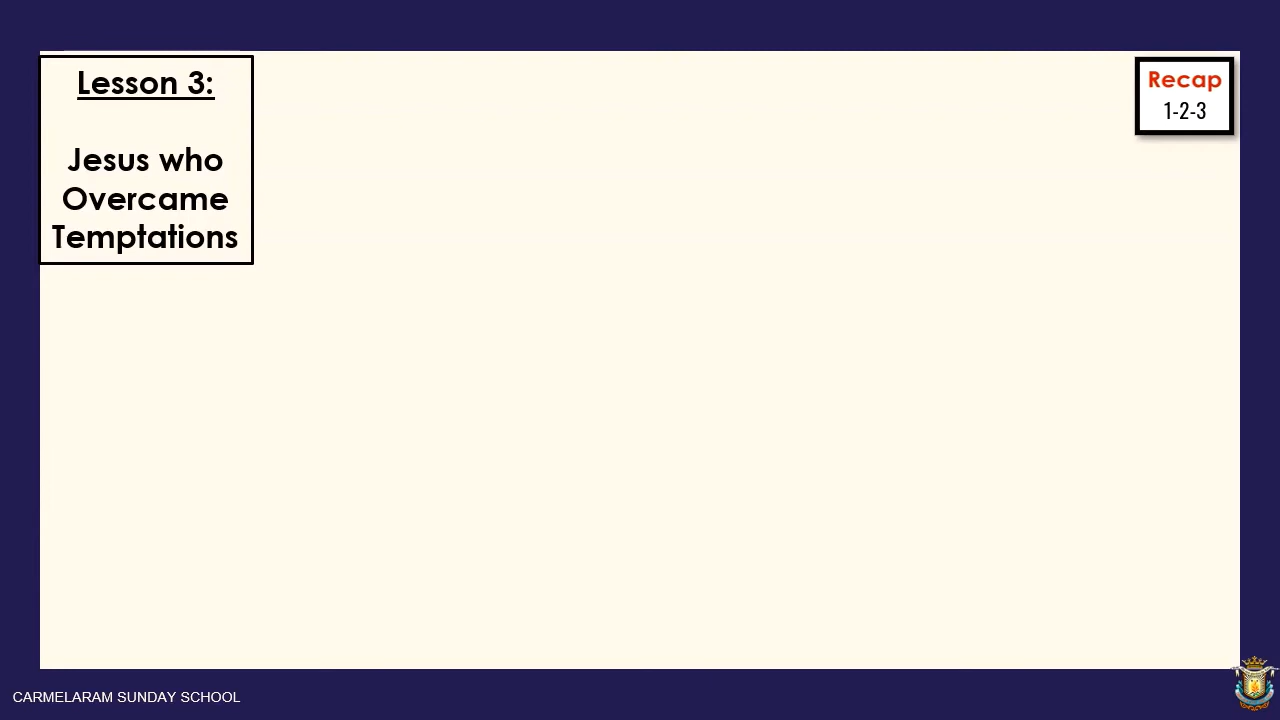 Lesson 3:
Jesus who
Overcame
Temptations
Recap
1-2-3
CARMELARAM SUNDAY SCHOOL